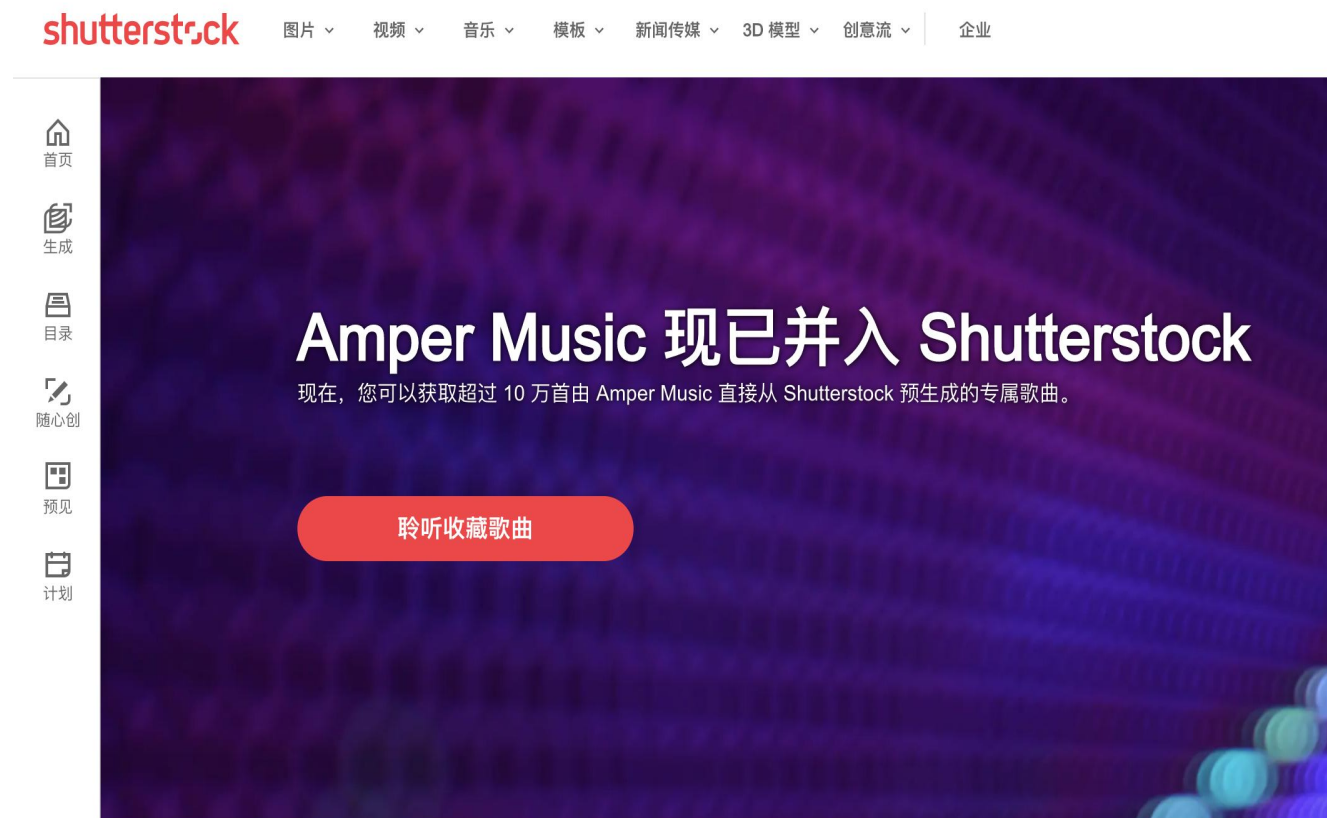 shutterstock
图片
视频
音乐
模板
新闻传媒
3D 模型
创意流
企业
首页
生成
目录
随心创
预见
计划
Amper Music 现已并入 Shutterstock
现在，您可以获取超过 10 万首由 Amper Music 直接从 Shutterstock 预生成的专属歌曲。
聆听收藏歌曲